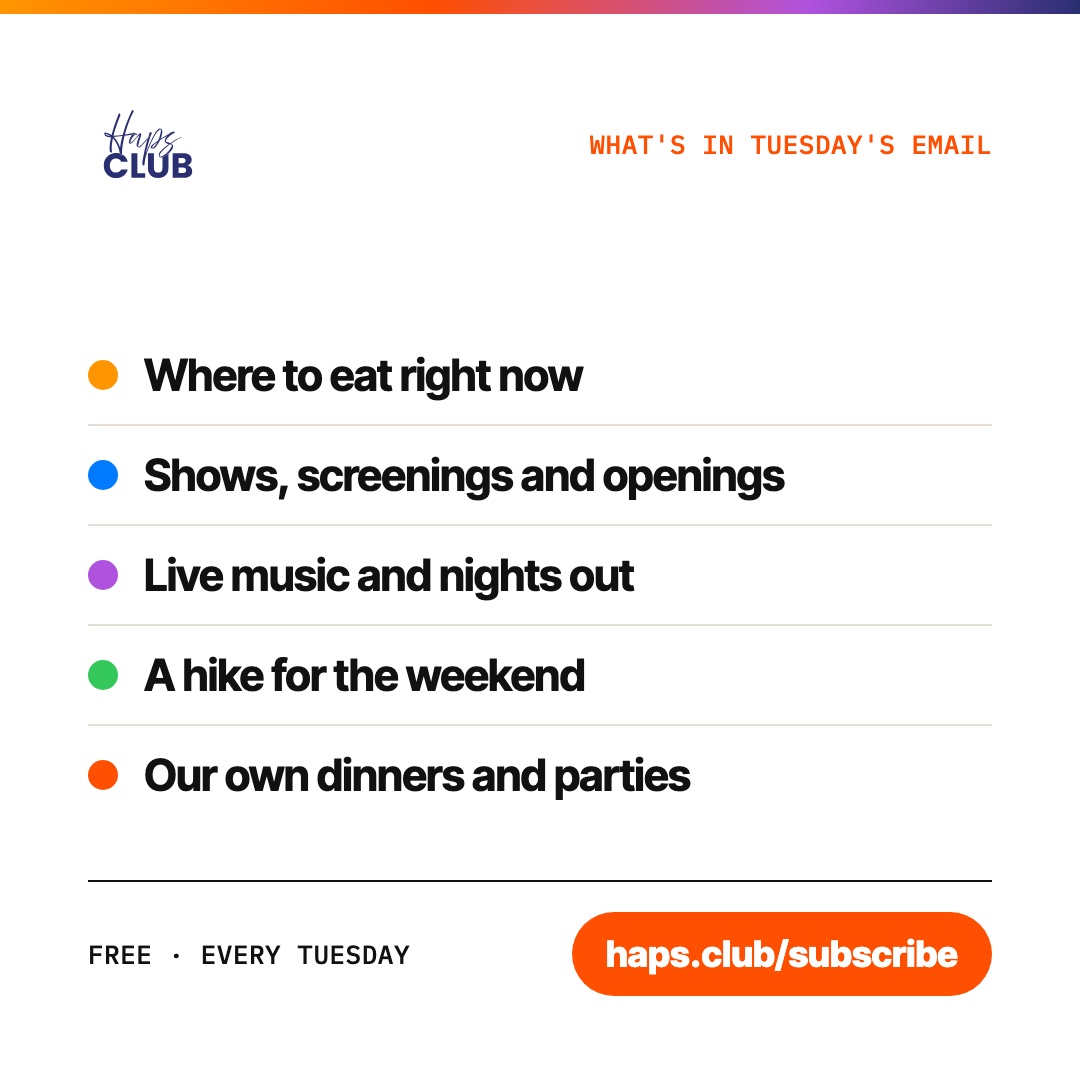 Haps
CLUB
WHAT'S IN TUESDAY'S EMAIL
Where to eat right now
Shows, screenings and openings
Live music and nights out
A hike for the weekend
Our own dinners and parties
FREE · EVERY TUESDAY
haps.club/subscribe